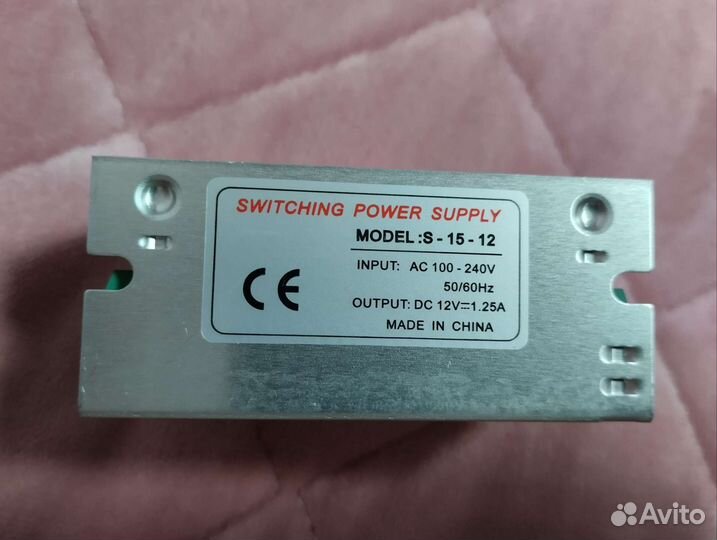 SWITCHING POWER SUPPLY
MODEL :S - 15 - 12
INPUT: AC 100 - 240V
50/60Hz
OUTPUT: DC 12V⎓1.25A
MADE IN CHINA
CE
Avito